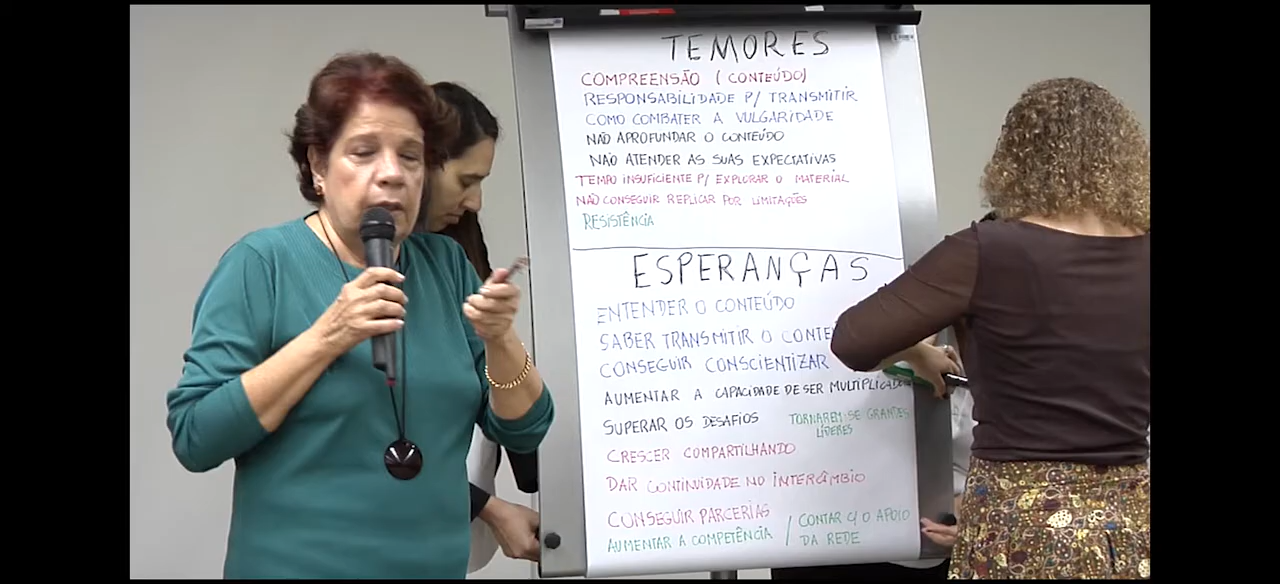 TEMORES
COMPREENSÃO (CONTEÚDO)
RESPONSABILIDADE P/ TRANSMITIR
COMO COMBATER A VULGARIDADE
NÃO APROFUNDAR O CONTEÚDO
NÃO ATENDER AS SUAS EXPECTATIVAS
TEMPO INSUFICIENTE P/ EXPLORAR O MATERIAL
NÃO CONSEGUIR REPLICAR POR LIMITAÇÕES
RESISTÊNCIA
ESPERANÇAS
ENTENDER O CONTEÚDO
SABER TRANSMITIR O
CONSEGUIR CONSCIENTIZAR
AUMENTAR A CAPACIDADE DE SER
SUPERAR OS DESAFIOS
TORNAREM-SE GRANDES
LÍDERES
CRESCER COMPARTILHANDO
DAR CONTINUIDADE NO INTERCÂMBIO
CONSEGUIR PARCERIAS
AUMENTAR A COMPETÊNCIA / CONTAR C/ O APOIO
DA REDE